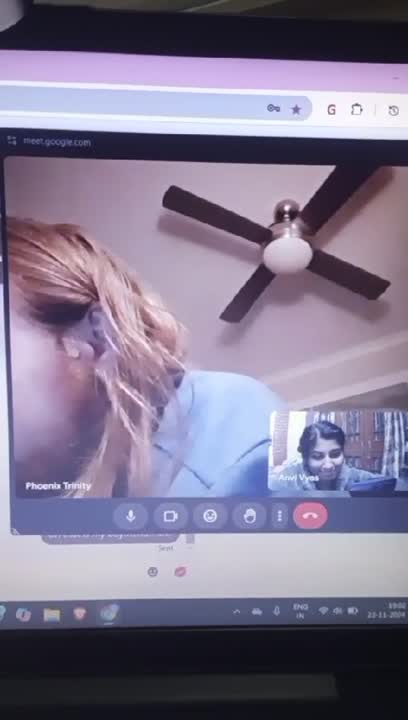 G
meet.google.com
Phoenix Trinity
Anvi Vyas
Sent
ENG
IN
19:02
22-11-2024